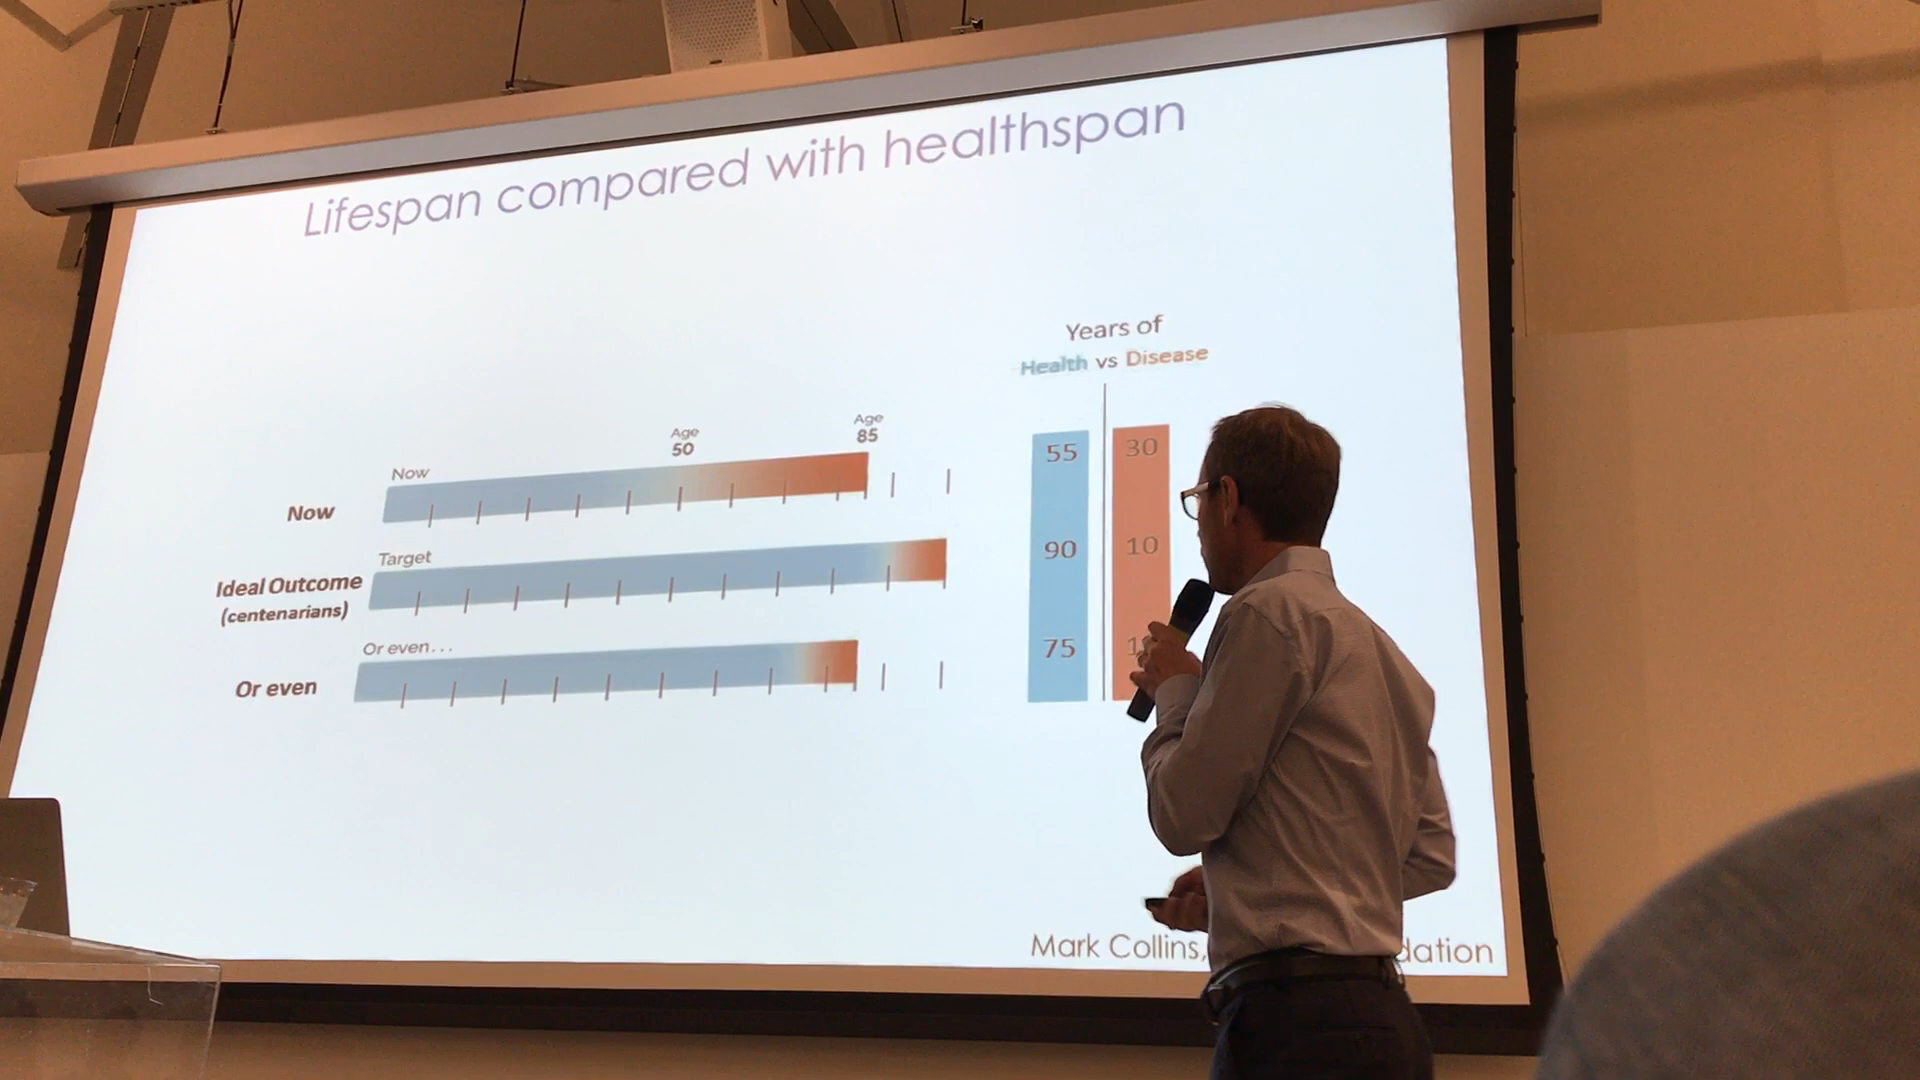 Lifespan compared with healthspan
Years of
Health vs Disease
Age
50
Age
85
Now
Now
55
30
Target
Ideal Outcome
(centenarians)
90
10
Or even...
Or even
75
Mark Collins,